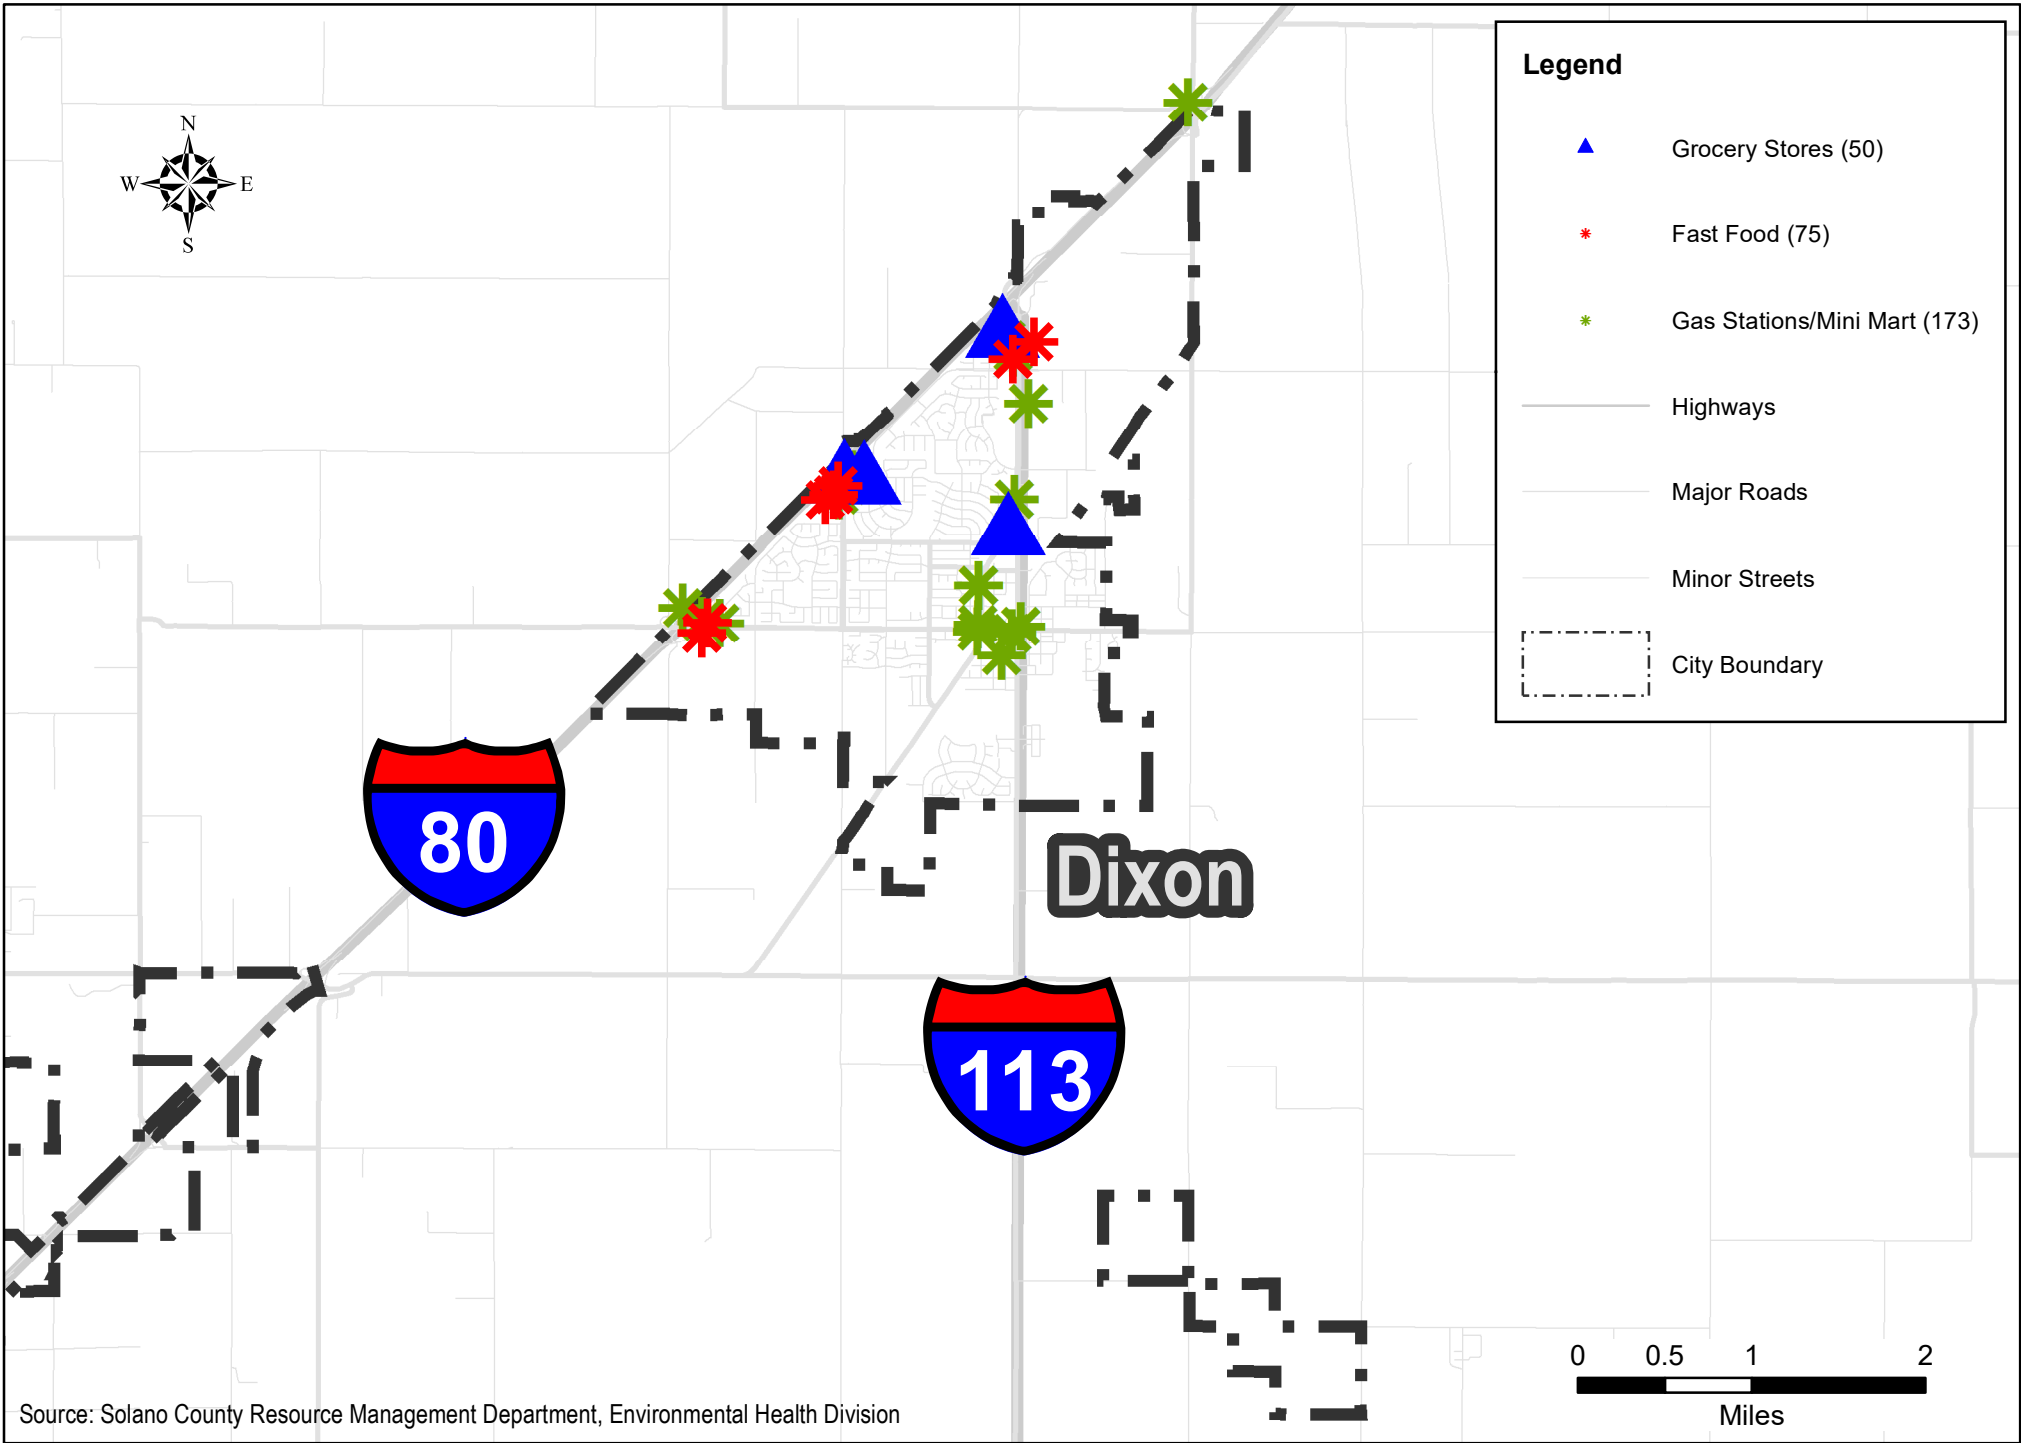 Legend
Grocery Stores (50)
Fast Food (75)
Gas Stations/Mini Mart (173)
Highways
Major Roads
Minor Streets
City Boundary
N
W E
S
80
Dixon
113
0 0.5 1 2
Miles
Source: Solano County Resource Management Department, Environmental Health Division